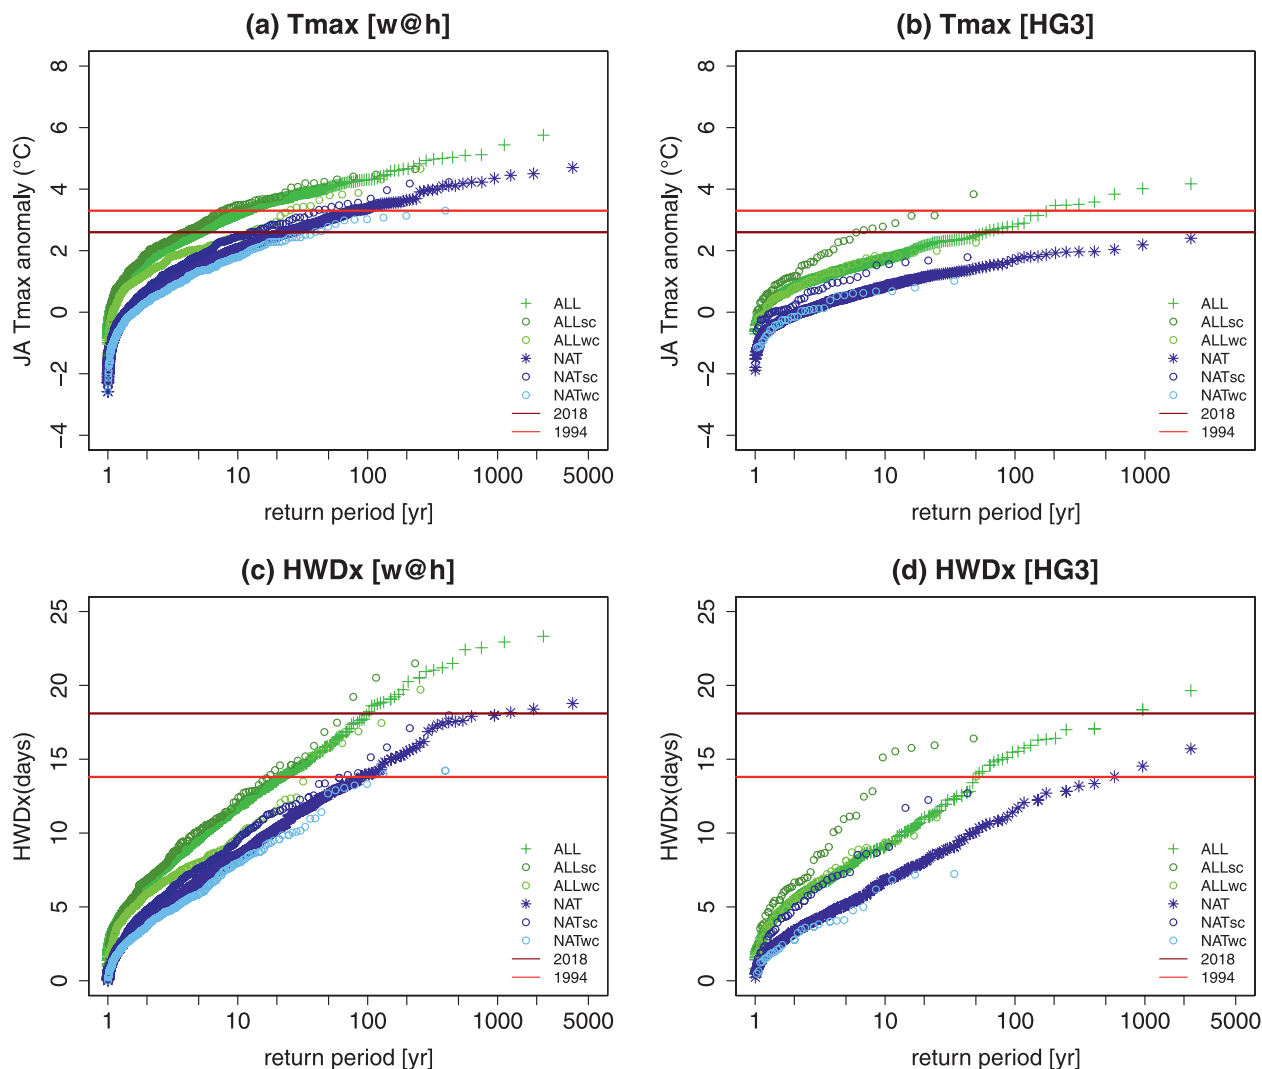 (a) Tmax [w@h]
JA Tmax anomaly (°C)
8
6
4
2
0
−2
−4
ALL
ALLsc
ALLwc
NAT
NATsc
NATwc
2018
1994
1 10 100 1000 5000
return period [yr]
(b) Tmax [HG3]
JA Tmax anomaly (°C)
8
6
4
2
0
−2
−4
ALL
ALLsc
ALLwc
NAT
NATsc
NATwc
2018
1994
1 10 100 1000
return period [yr]
(c) HWDx [w@h]
HWDx(days)
25
20
15
10
5
0
ALL
ALLsc
ALLwc
NAT
NATsc
NATwc
2018
1994
1 10 100 1000 5000
return period [yr]
(d) HWDx [HG3]
HWDx(days)
25
20
15
10
5
0
ALL
ALLsc
ALLwc
NAT
NATsc
NATwc
2018
1994
1 10 100 1000 5000
return period [yr]